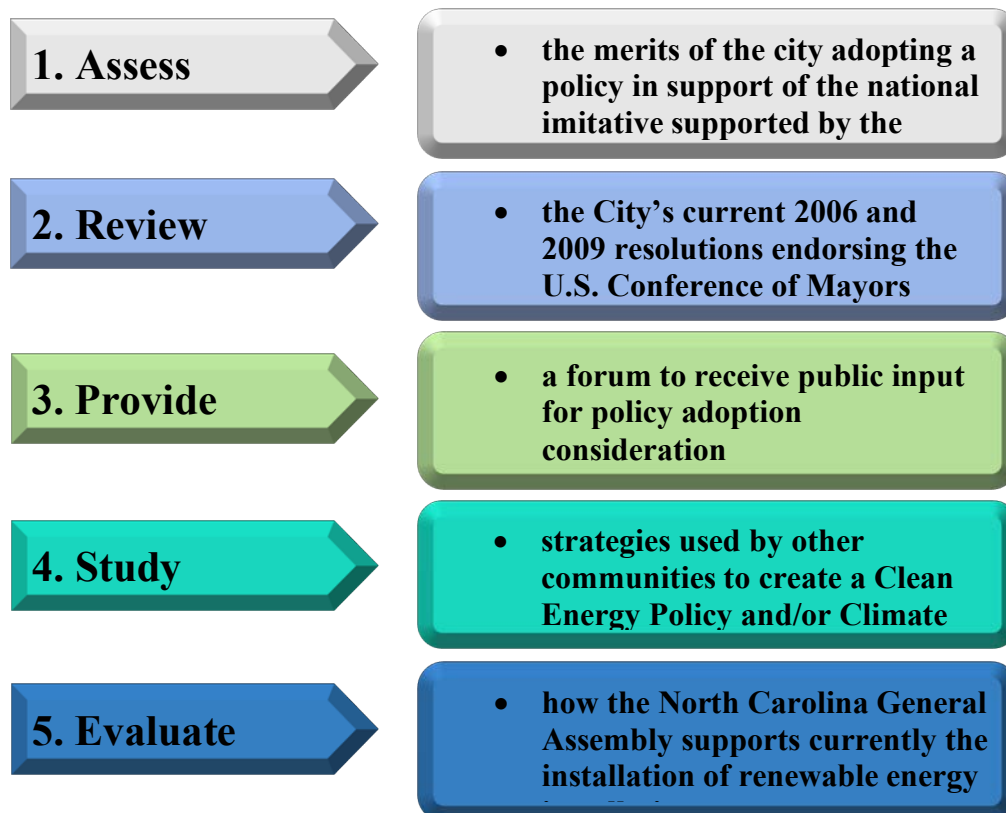 1. Assess
• the merits of the city adopting a
policy in support of the national
imitative supported by the
2. Review
• the City’s current 2006 and
2009 resolutions endorsing the
U.S. Conference of Mayors
3. Provide
• a forum to receive public input
for policy adoption
consideration
4. Study
• strategies used by other
communities to create a Clean
Energy Policy and/or Climate
5. Evaluate
• how the North Carolina General
Assembly supports currently the
installation of renewable energy